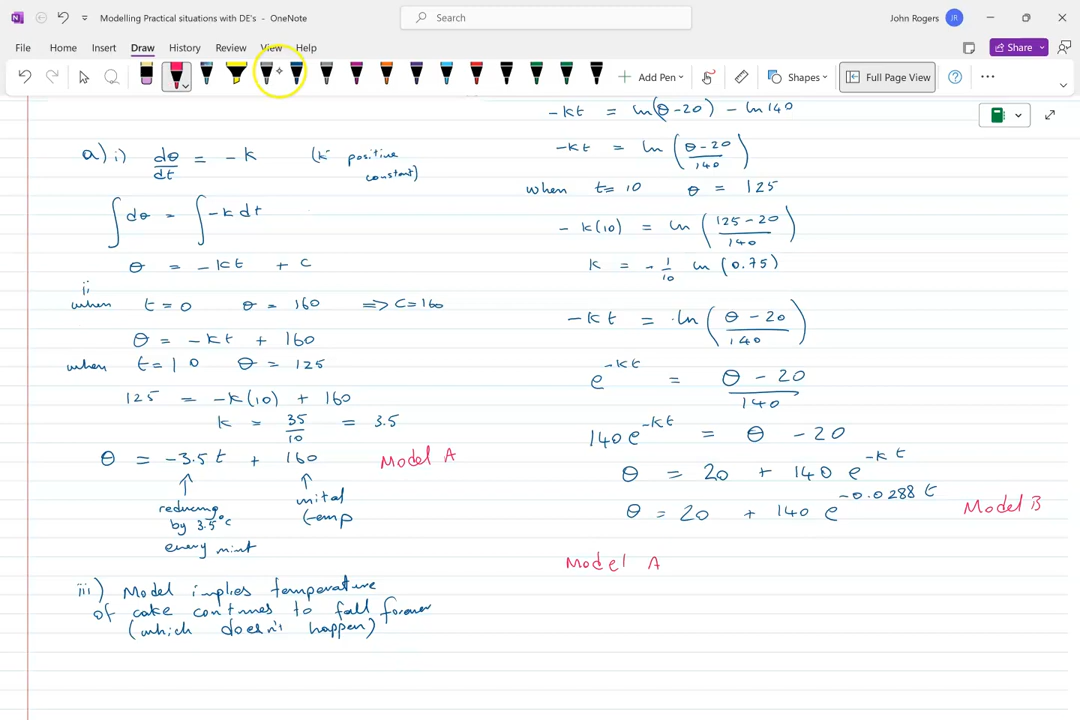 Modelling Practical situations with DE's - OneNote
Search
John Rogers
JR
File Home Insert Draw History Review View Help
Share
Add Pen
Shapes
Full Page View
a) i) dθ/dt = -k (k positive
constant)
∫dθ = ∫-k dt
θ = -kt + c
ii
when t=0 θ = 160 => C=160
θ = -kt + 160
when t=10 θ = 125
125 = -k(10) + 160
k = 35/10 = 3.5
θ = -3.5t + 160 Model A
↑ ↑
reducing
by 3.5°c
every mint
inital
temp
iii) Model implies temperature
of cake continues to fall forever
(which doesn't happen)
-kt = ln(θ-20) - ln140
-kt = ln(θ-20/140)
when t=10 θ = 125
-k(10) = ln(125-20/140)
k = -1/10 ln(0.75)
-kt = ln(θ-20/140)
e^-kt = θ-20/140
140e^-kt = θ -20
θ = 20 + 140 e^-kt
θ = 20 + 140 e^-0.0288t Model B
Model A